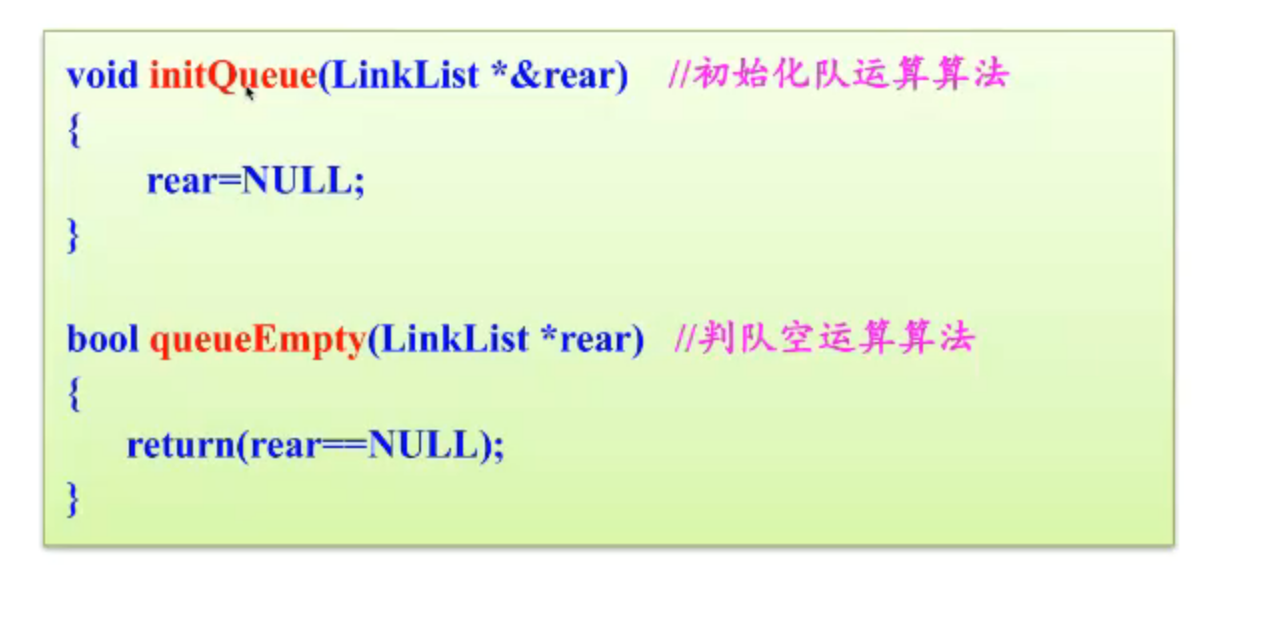 void initQueue(LinkList *&rear) //初始化队运算算法
{
rear=NULL;
}
bool queueEmpty(LinkList *rear) //判队空运算算法
{
return(rear==NULL);
}